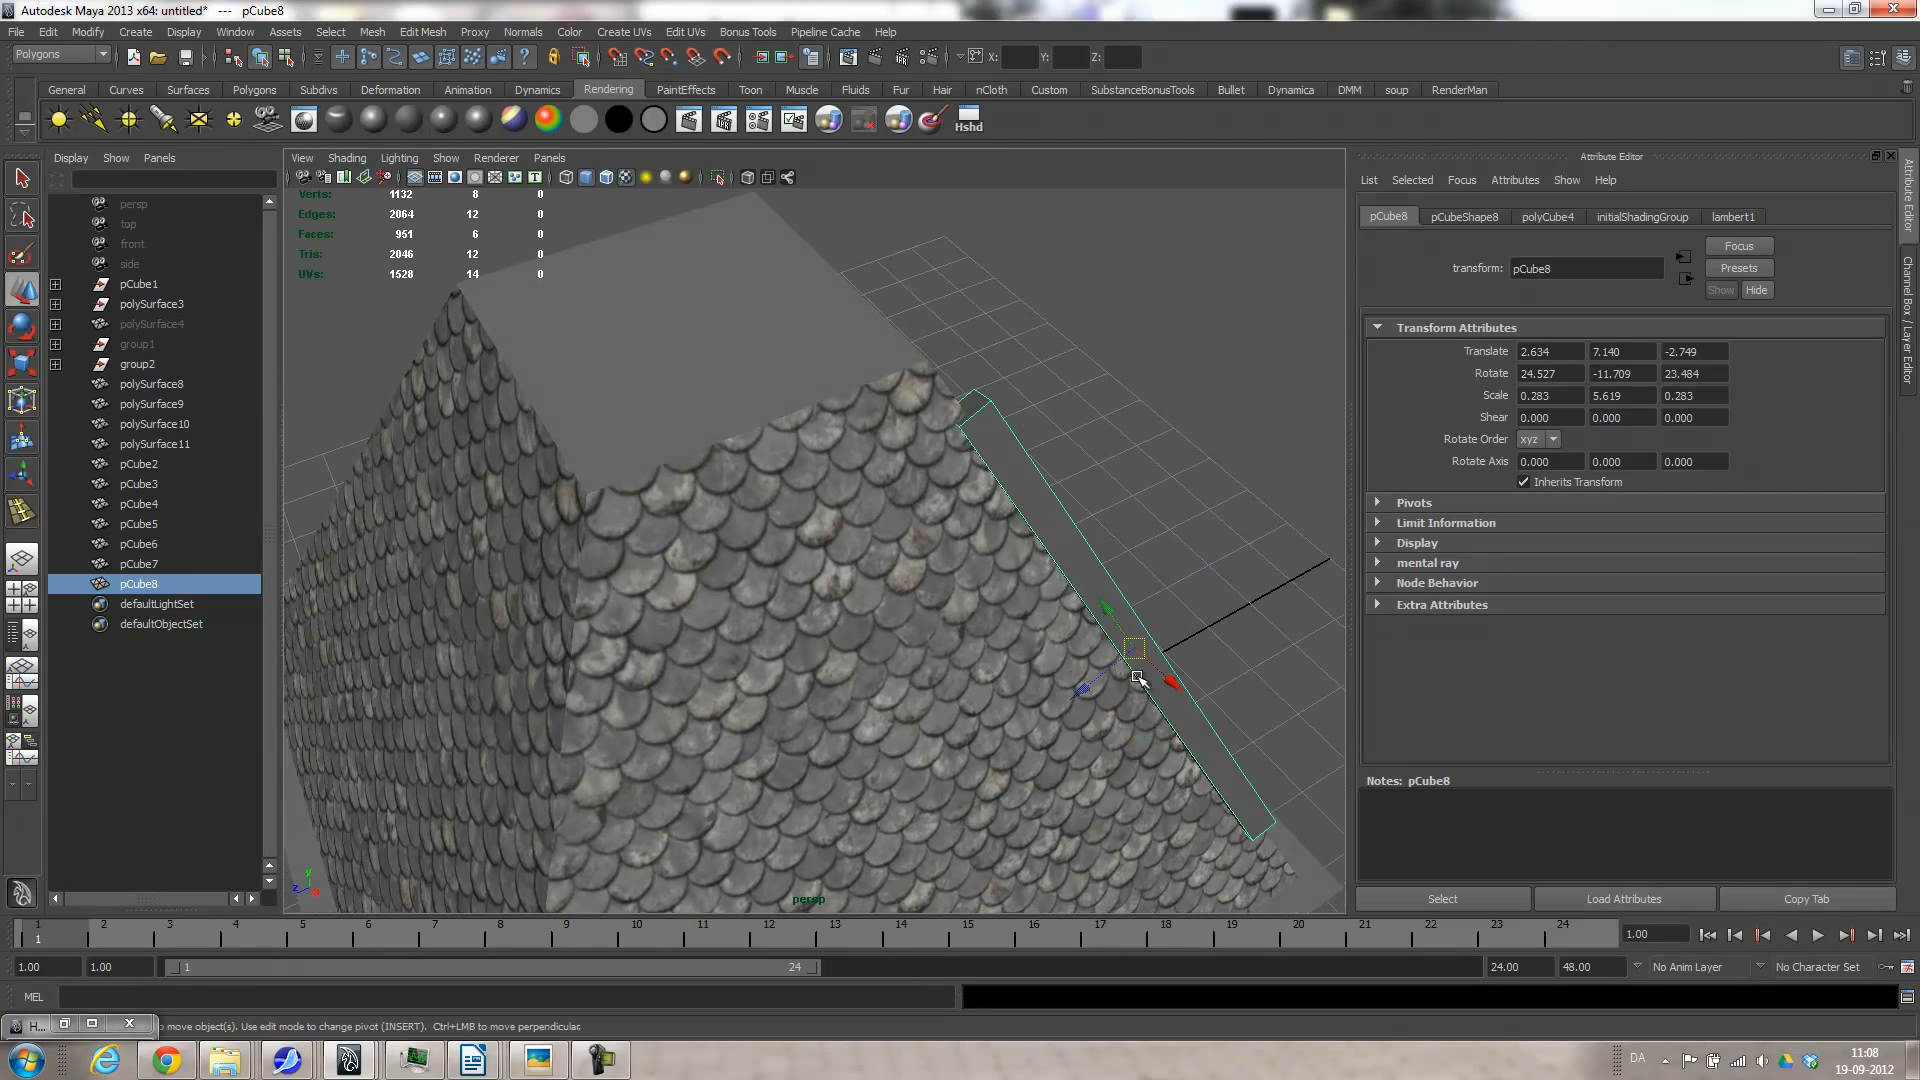 Autodesk Maya 2013 x64: untitled* --- pCube8
File Edit Modify Create Display Window Assets Select Mesh Edit Mesh Proxy Normals Color Create UVs Edit UVs Bonus Tools Pipeline Cache Help
Polygons X: Y: Z:
General Curves Surfaces Polygons Subdivs Deformation Animation Dynamics Rendering PaintEffects Toon Muscle Fluids Fur Hair nCloth Custom SubstanceBonusTools Bullet Dynamica DMM soup RenderMan
Hshd
Display Show Panels
View Shading Lighting Show Renderer Panels
Attribute Editor
List Selected Focus Attributes Show Help
persp
top
front
side
pCube1
polySurface3
polySurface4
group1
group2
polySurface8
polySurface9
polySurface10
polySurface11
pCube2
pCube3
pCube4
pCube5
pCube6
pCube7
pCube8
defaultLightSet
defaultObjectSet
Verts: 1132 8 0
Edges: 2064 12 0
Faces: 951 6 0
Tris: 2046 12 0
UVs: 1528 14 0
persp
y
z x
pCube8 pCubeShape8 polyCube4 initialShadingGroup lambert1
Focus
transform: pCube8 Presets
Show Hide
Transform Attributes
Translate 2.634 7.140 -2.749
Rotate 24.527 -11.709 23.484
Scale 0.283 5.619 0.283
Shear 0.000 0.000 0.000
Rotate Order xyz
Rotate Axis 0.000 0.000 0.000
Inherits Transform
Pivots
Limit Information
Display
mental ray
Node Behavior
Extra Attributes
Notes: pCube8
Select Load Attributes Copy Tab
Attribute Editor
Channel Box / Layer Editor
1 2 3 4 5 6 7 8 9 10 11 12 13 14 15 16 17 18 19 20 21 22 23 24
1 1.00
1.00 1.00 1 24 24.00 48.00 No Anim Layer No Character Set
MEL
H... move object(s). Use edit mode to change pivot (INSERT). Ctrl+LMB to move perpendicular.
DA 11:08
19-09-2012